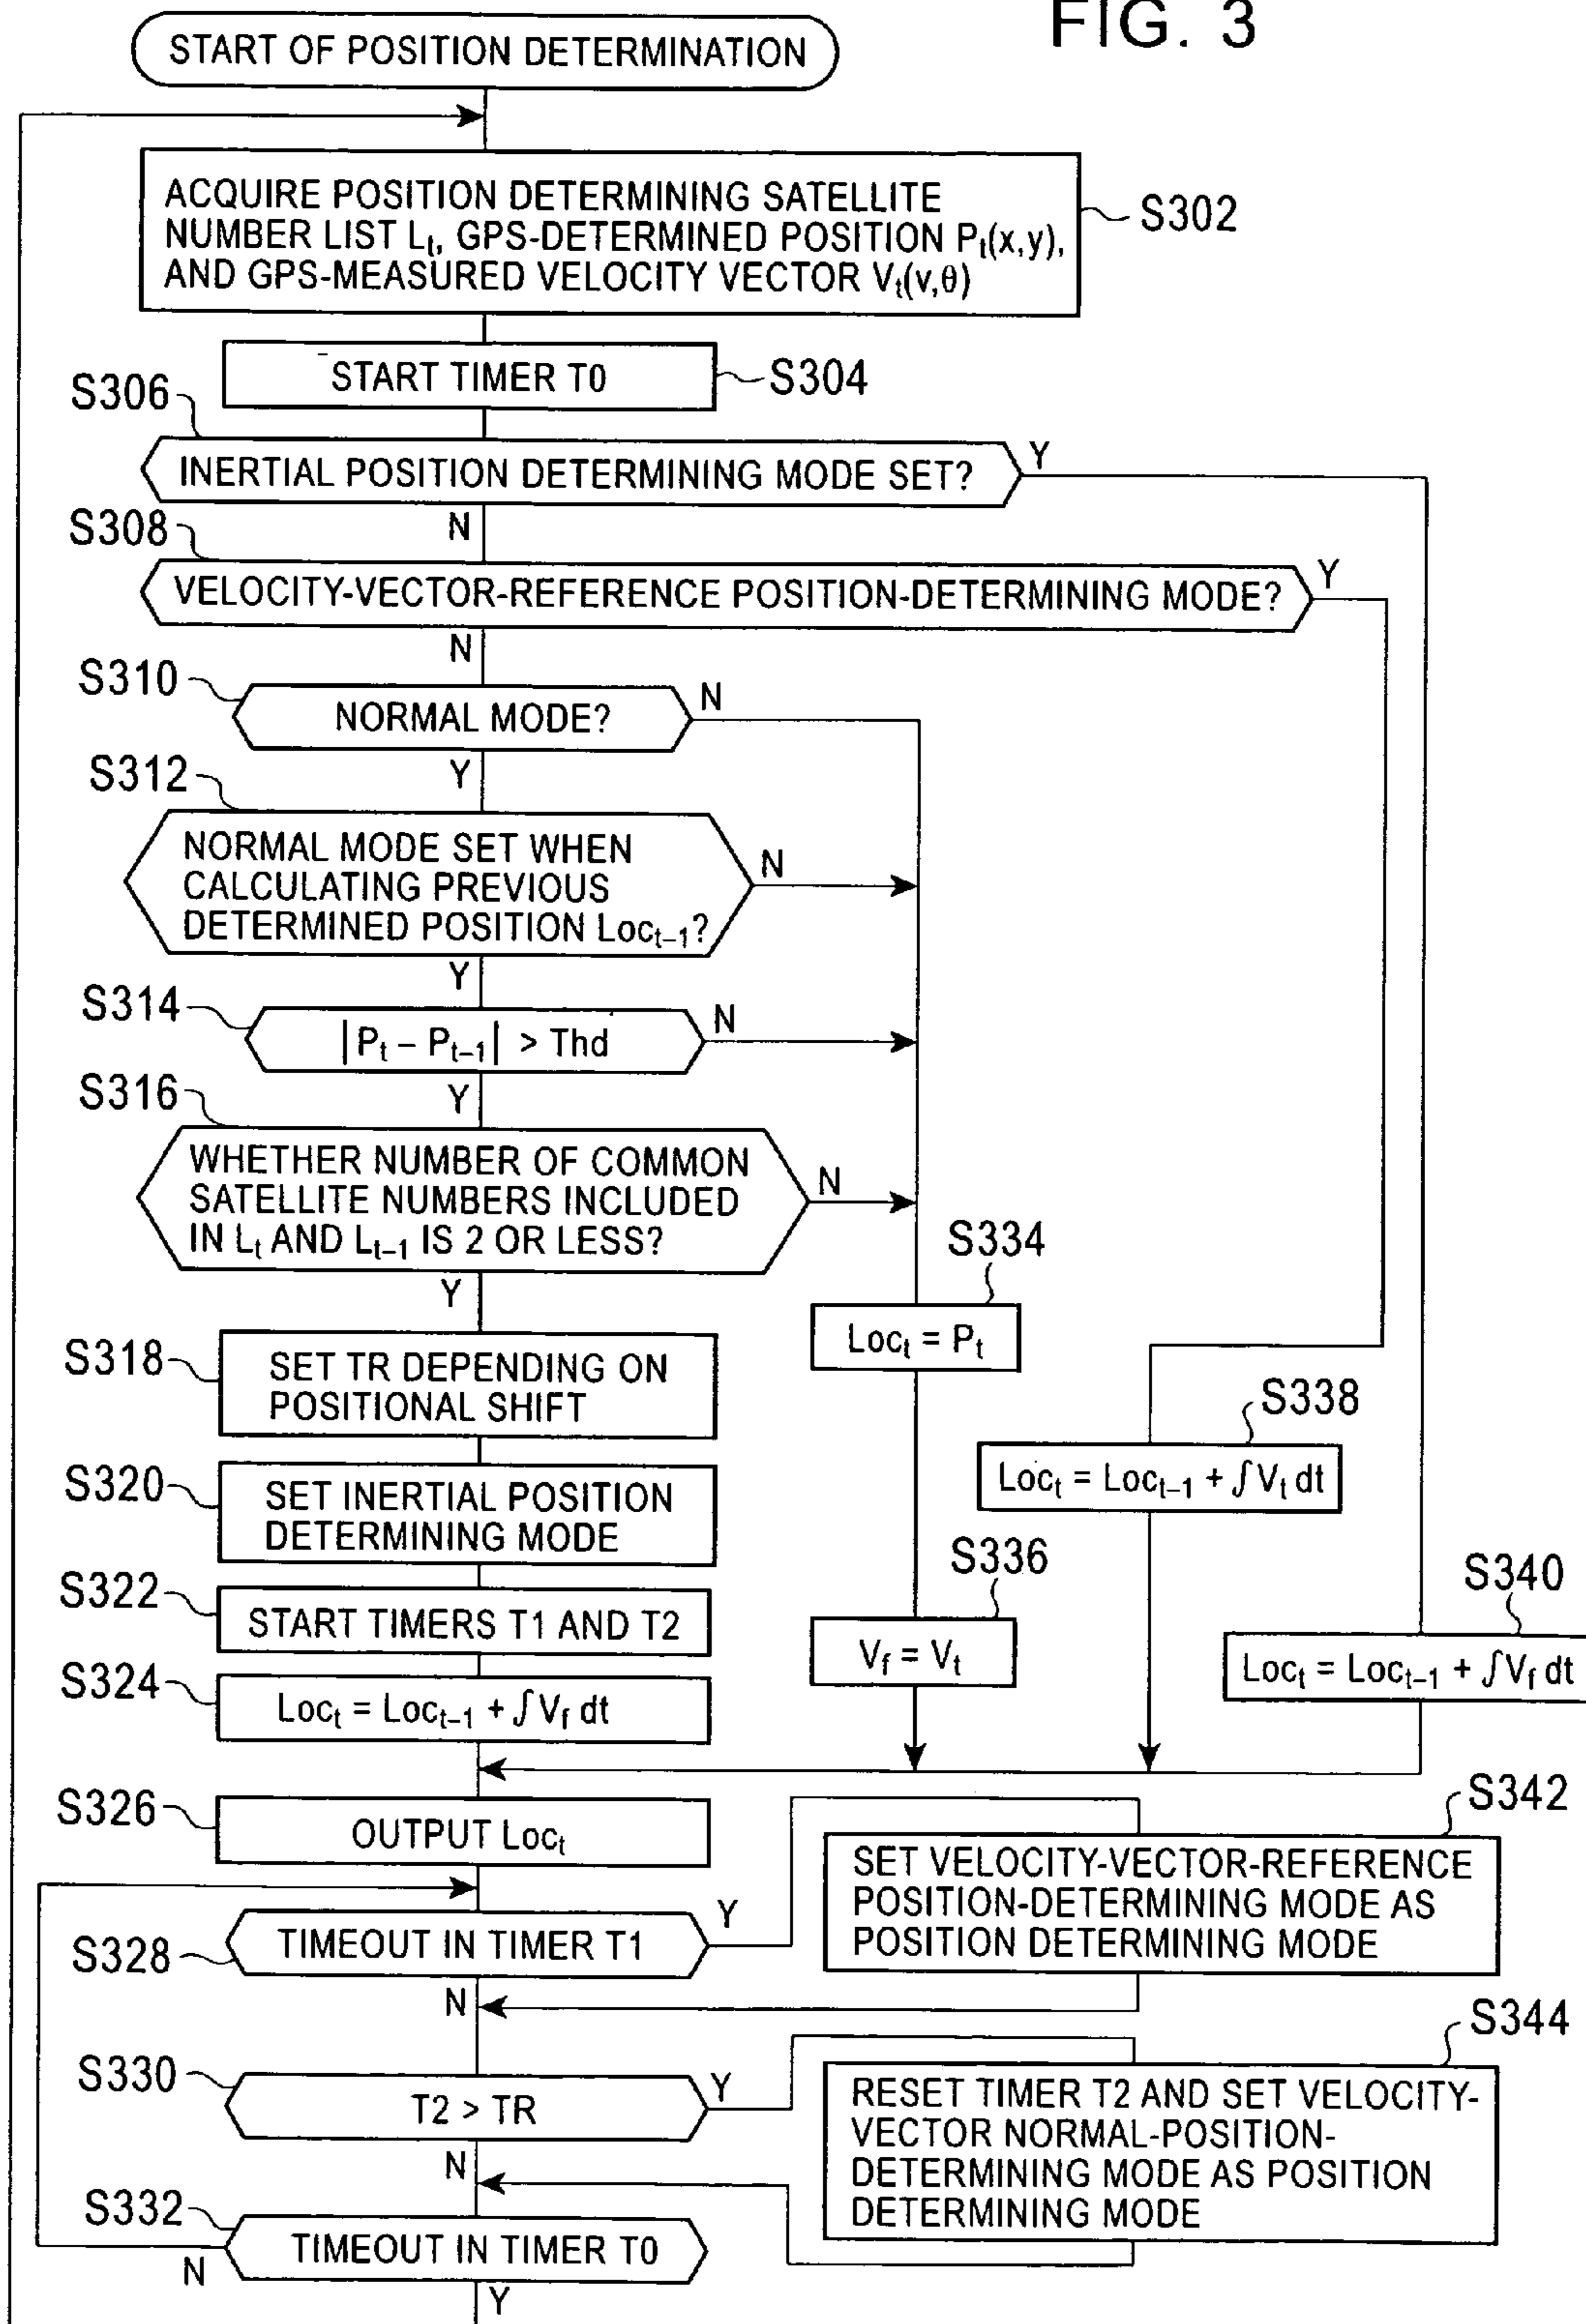 FIG. 3
START OF POSITION DETERMINATION
ACQUIRE POSITION DETERMINING SATELLITE
NUMBER LIST Lt, GPS-DETERMINED POSITION Pt(x,y),
AND GPS-MEASURED VELOCITY VECTOR Vt(v,θ)
S302
START TIMER T0
S304
S306
INERTIAL POSITION DETERMINING MODE SET?
Y
N
S308
VELOCITY-VECTOR-REFERENCE POSITION-DETERMINING MODE?
Y
N
S310
NORMAL MODE?
N
Y
S312
NORMAL MODE SET WHEN
CALCULATING PREVIOUS
DETERMINED POSITION Loct–1?
N
Y
S314
|Pt – Pt–1| > Thd
N
Y
S316
WHETHER NUMBER OF COMMON
SATELLITE NUMBERS INCLUDED
IN Lt AND Lt–1 IS 2 OR LESS?
N
Y
S334
Loct = Pt
S318
SET TR DEPENDING ON
POSITIONAL SHIFT
S338
Loct = Loct–1 + ∫Vt dt
S320
SET INERTIAL POSITION
DETERMINING MODE
S336
Vf = Vt
S340
Loct = Loct–1 + ∫Vf dt
S322
START TIMERS T1 AND T2
S324
Loct = Loct–1 + ∫Vf dt
S326
OUTPUT Loct
S342
SET VELOCITY-VECTOR-REFERENCE
POSITION-DETERMINING MODE AS
POSITION DETERMINING MODE
S328
TIMEOUT IN TIMER T1
Y
N
S344
RESET TIMER T2 AND SET VELOCITY-
VECTOR NORMAL-POSITION-
DETERMINING MODE AS POSITION
DETERMINING MODE
S330
T2 > TR
Y
N
S332
TIMEOUT IN TIMER T0
N
Y